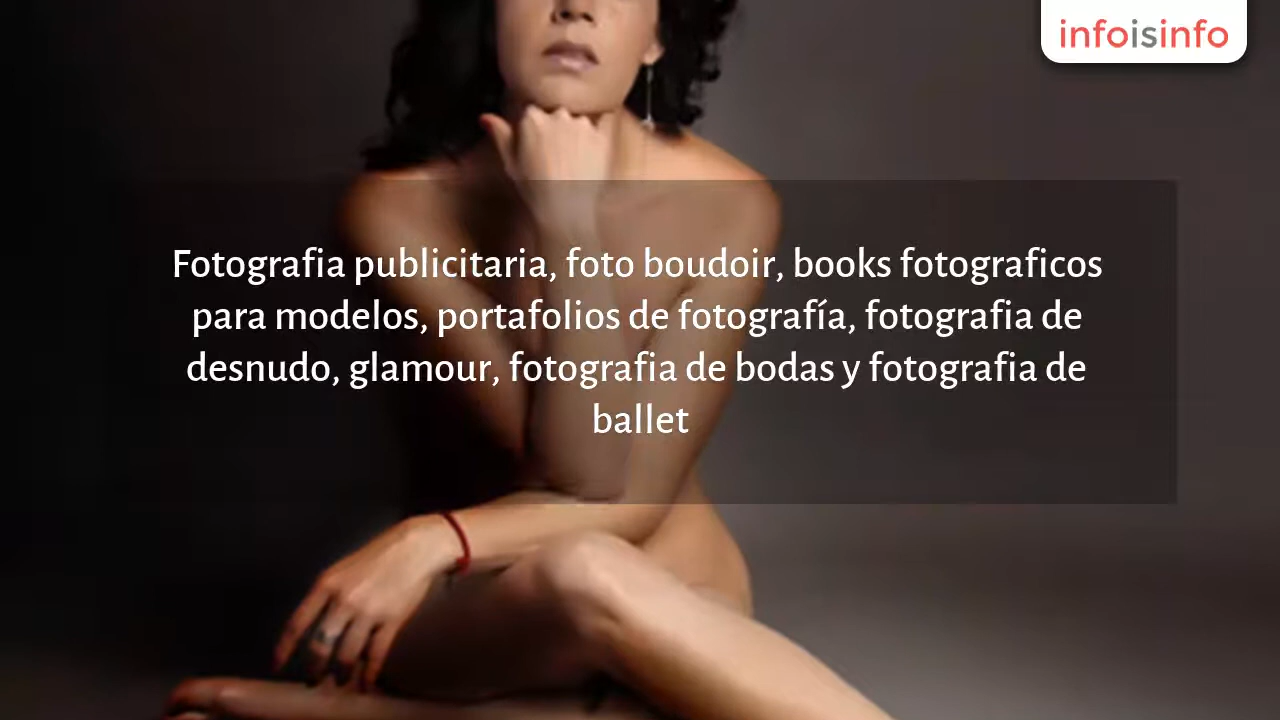 infoisinfo
Fotografia publicitaria, foto boudoir, books fotograficos
para modelos, portafolios de fotografía, fotografia de
desnudo, glamour, fotografia de bodas y fotografia de
ballet